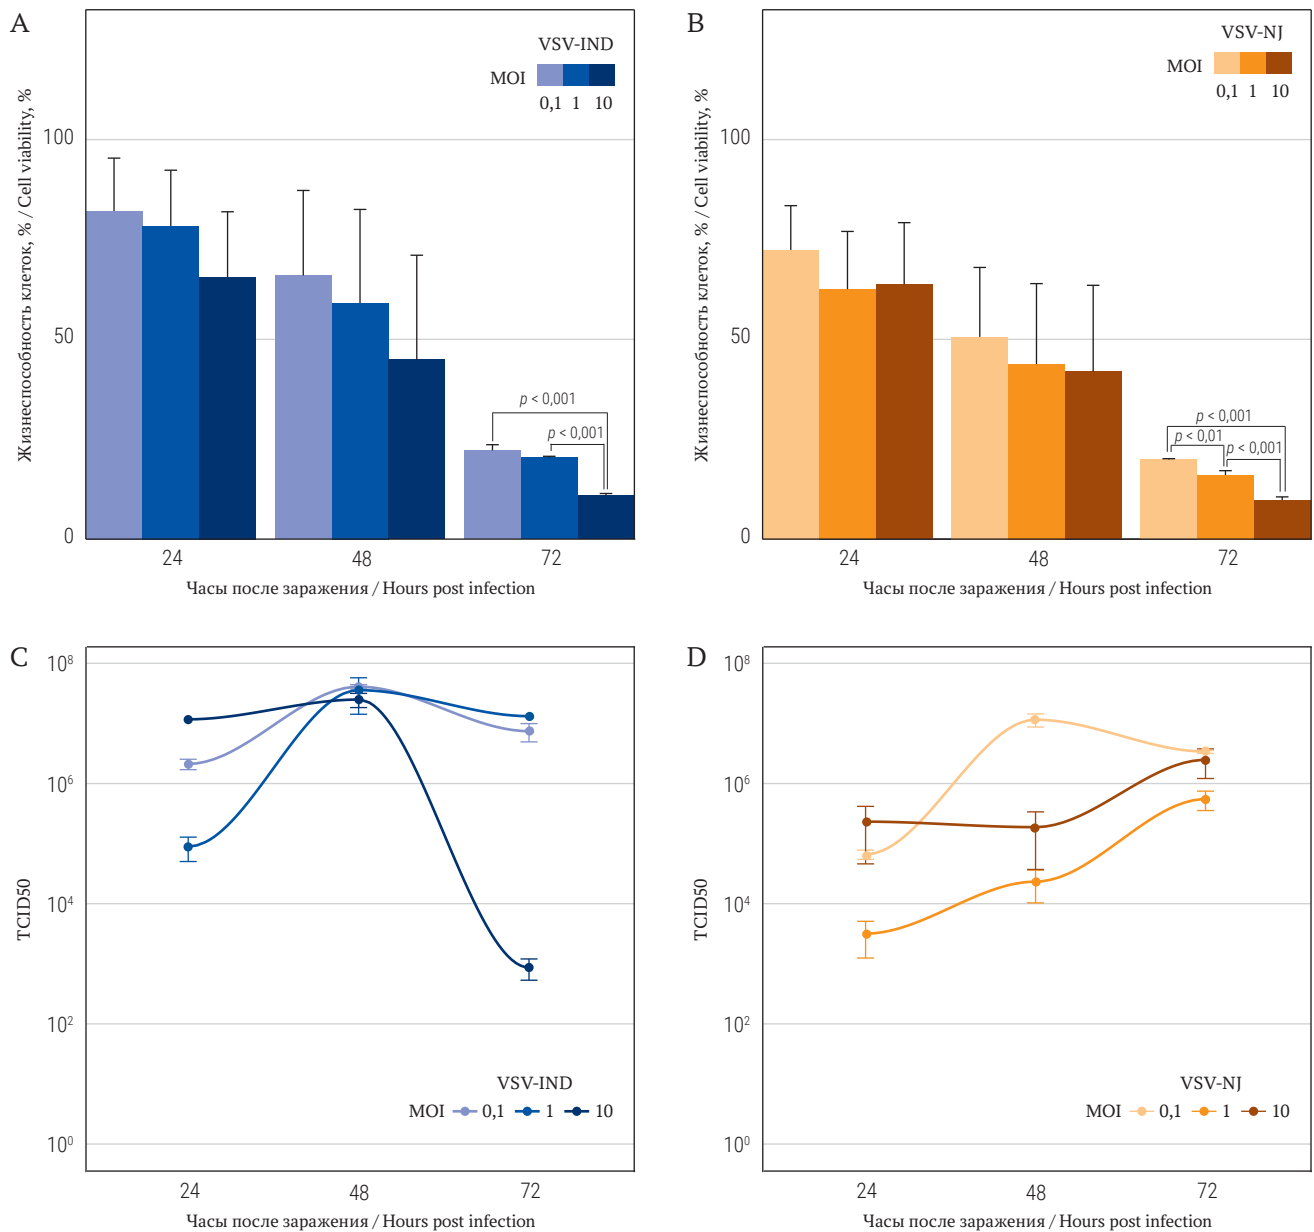 A
VSV-IND
MOI
0,1 1 10
Жизнеспособность клеток, % / Cell viability, %
100
50
0
p < 0,001
p < 0,001
24 48 72
Часы после заражения / Hours post infection
B
VSV-NJ
MOI
0,1 1 10
Жизнеспособность клеток, % / Cell viability, %
100
50
0
p < 0,001
p < 0,01
p < 0,001
24 48 72
Часы после заражения / Hours post infection
C
TCID50
10⁸
10⁶
10⁴
10²
10⁰
VSV-IND
MOI 0,1 1 10
24 48 72
Часы после заражения / Hours post infection
D
TCID50
10⁸
10⁶
10⁴
10²
10⁰
VSV-NJ
MOI 0,1 1 10
24 48 72
Часы после заражения / Hours post infection